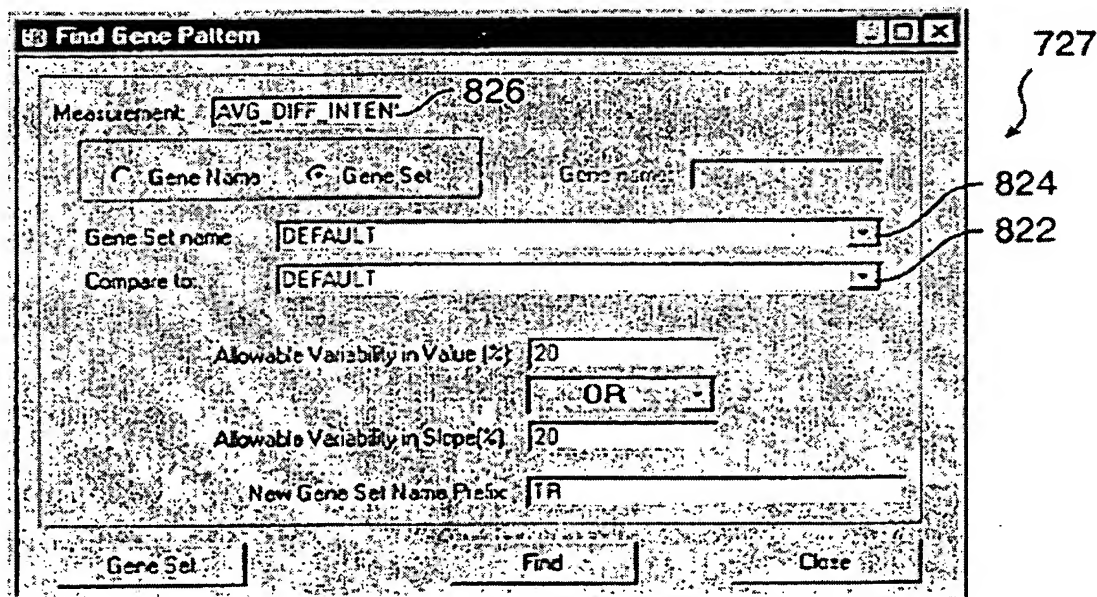 Find Gene Pattern
727
Measurement: AVG_DIFF_INTEN 826
Gene Name Gene Set Gene name:
824
Gene Set name DEFAULT
822
Compare to: DEFAULT
Allowable Variability in Value (%) 20
OR
Allowable Variability in Slope(%) 20
New Gene Set Name Prefix TR
Gene Set Find Close